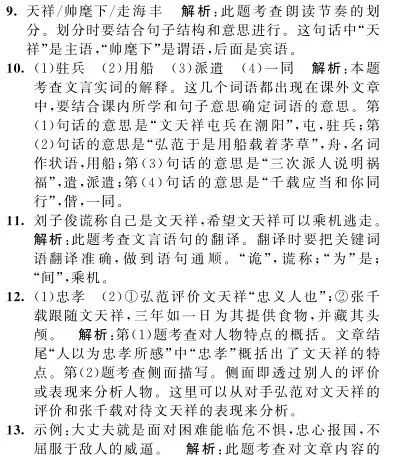 9. 天祥/帅麾下/走海丰　解析:此题考查朗读节奏的划
分。划分时要结合句子结构和意思进行。这句话中“天
祥”是主语,“帅麾下”是谓语,后面是宾语。
10. (1)驻兵　(2)用船　(3)派遣　(4)一同　解析:本题
考查文言实词的解释。这几个词语都出现在课外文章
中,要结合课内所学和句子意思确定词语的意思。第
(1)句话的意思是“文天祥屯兵在潮阳”,屯,驻兵;第
(2)句话的意思是“弘范于是用船载着茅草”,舟,名词
作状语,用船;第(3)句话的意思是“三次派人说明祸
福”,遣,派遣;第(4)句话的意思是“千载应当和你同
行”,偕,一同。
11. 刘子俊谎称自己是文天祥,希望文天祥可以乘机逃走。
解析:此题考查文言语句的翻译。翻译时要把关键词
语翻译准确,做到语句通顺。“诡”,谎称;“为”是;
“间”,乘机。
12. (1)忠孝　(2)①弘范评价文天祥“忠义人也”;②张千
载跟随文天祥,三年如一日为其提供食物,并藏其头
颅。　解析:第(1)题考查对人物特点的概括。文章结
尾“人以为忠孝所感”中“忠孝”概括出了文天祥的特
点。第(2)题考查侧面描写。侧面即透过别人的评价
或表现来分析人物。这里可以从对手弘范对文天祥的
评价和张千载对待文天祥的表现来分析。
13. 示例:大丈夫就是面对困难能临危不惧,忠心报国,不
屈服于敌人的威逼。　解析:此题考查对文章内容的